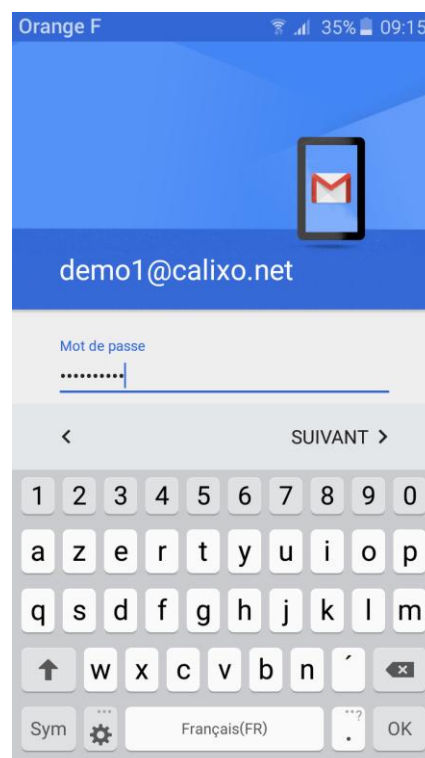 Orange F 35% 09:15
demo1@calixo.net
Mot de passe
••••••••••
< SUIVANT >
1 2 3 4 5 6 7 8 9 0
a z e r t y u i o p
q s d f g h j k l m
w x c v b n ´
Sym Français(FR) . ...? OK